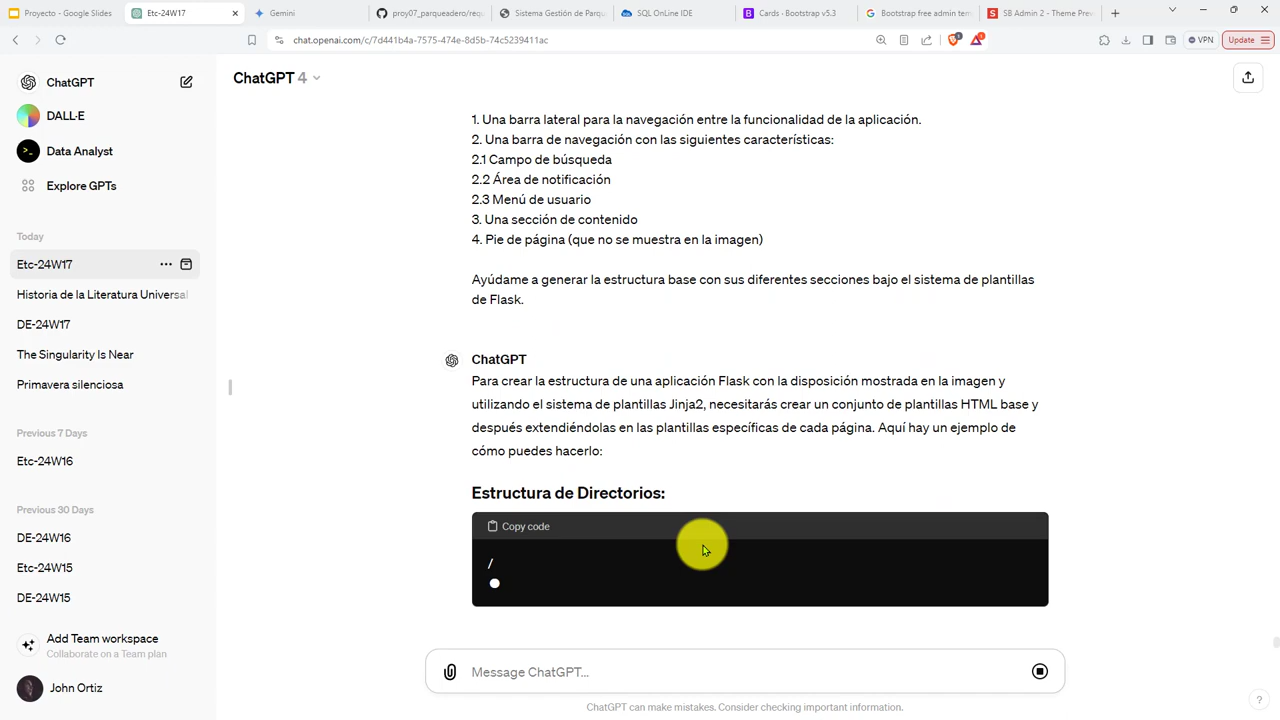 Proyecto - Google Slides
Etc-24W17
Gemini
proy07_parqueadero/requ
Sistema Gestión de Parque
SQL OnLine IDE
Cards · Bootstrap v5.3
Bootstrap free admin tem
SB Admin 2 - Theme Prev
chat.openai.com/c/7d441b4a-7575-474e-8d5b-74c5239411ac
VPN
Update
ChatGPT
DALL·E
Data Analyst
Explore GPTs
Today
Etc-24W17
Historia de la Literatura Universal
DE-24W17
The Singularity Is Near
Primavera silenciosa
Previous 7 Days
Etc-24W16
Previous 30 Days
DE-24W16
Etc-24W15
DE-24W15
Add Team workspace
Collaborate on a Team plan
John Ortiz
ChatGPT 4
1. Una barra lateral para la navegación entre la funcionalidad de la aplicación.
2. Una barra de navegación con las siguientes características:
2.1 Campo de búsqueda
2.2 Área de notificación
2.3 Menú de usuario
3. Una sección de contenido
4. Pie de página (que no se muestra en la imagen)
Ayúdame a generar la estructura base con sus diferentes secciones bajo el sistema de plantillas
de Flask.
ChatGPT
Para crear la estructura de una aplicación Flask con la disposición mostrada en la imagen y
utilizando el sistema de plantillas Jinja2, necesitarás crear un conjunto de plantillas HTML base y
después extendiéndolas en las plantillas específicas de cada página. Aquí hay un ejemplo de
cómo puedes hacerlo:
Estructura de Directorios:
Copy code
/
Message ChatGPT...
ChatGPT can make mistakes. Consider checking important information.
?